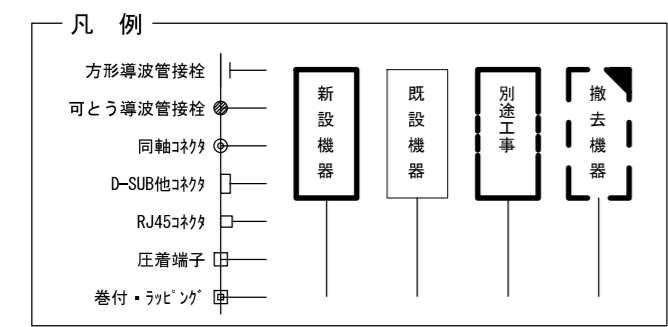 凡 例
方形導波管接栓
可とう導波管接栓
同軸ｺﾈｸﾀ
D-SUB他ｺﾈｸﾀ
RJ45ｺﾈｸﾀ
圧着端子
巻付・ﾗｯﾋﾟﾝｸﾞ
新設機器
既設機器
別途工事
撤去機器